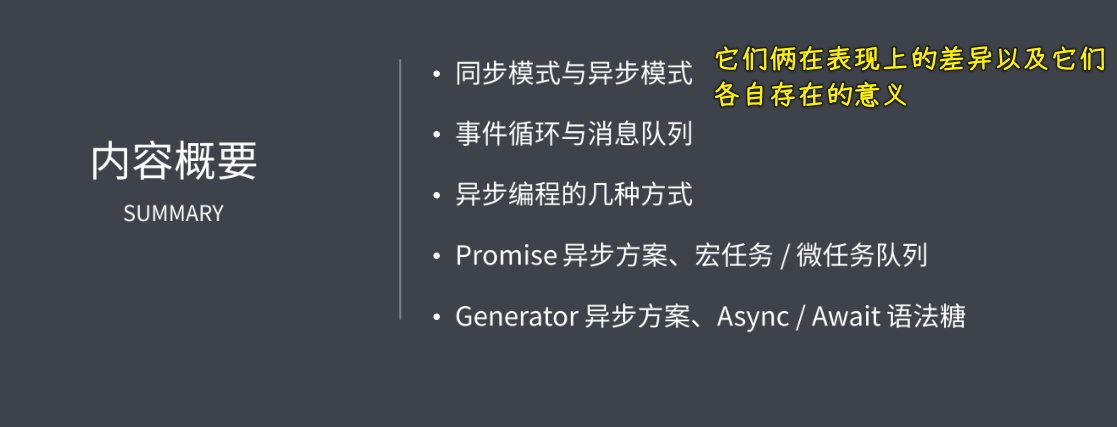 内容概要
SUMMARY
• 同步模式与异步模式
它们俩在表现上的差异以及它们
各自存在的意义
• 事件循环与消息队列
• 异步编程的几种方式
• Promise 异步方案、宏任务 / 微任务队列
• Generator 异步方案、Async / Await 语法糖